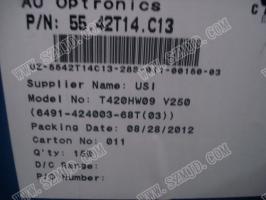 AU Optronics
P/N: 55.42T14.C13
Supplier Name: USI
Model No: T420HW09 V250
(6491-424003-68T(03))
Packing Date: 08/28/2012
Carton No: 011
Q'ty: 150
D/C Range:
P/O Number:
WWW.SZMQD.COM